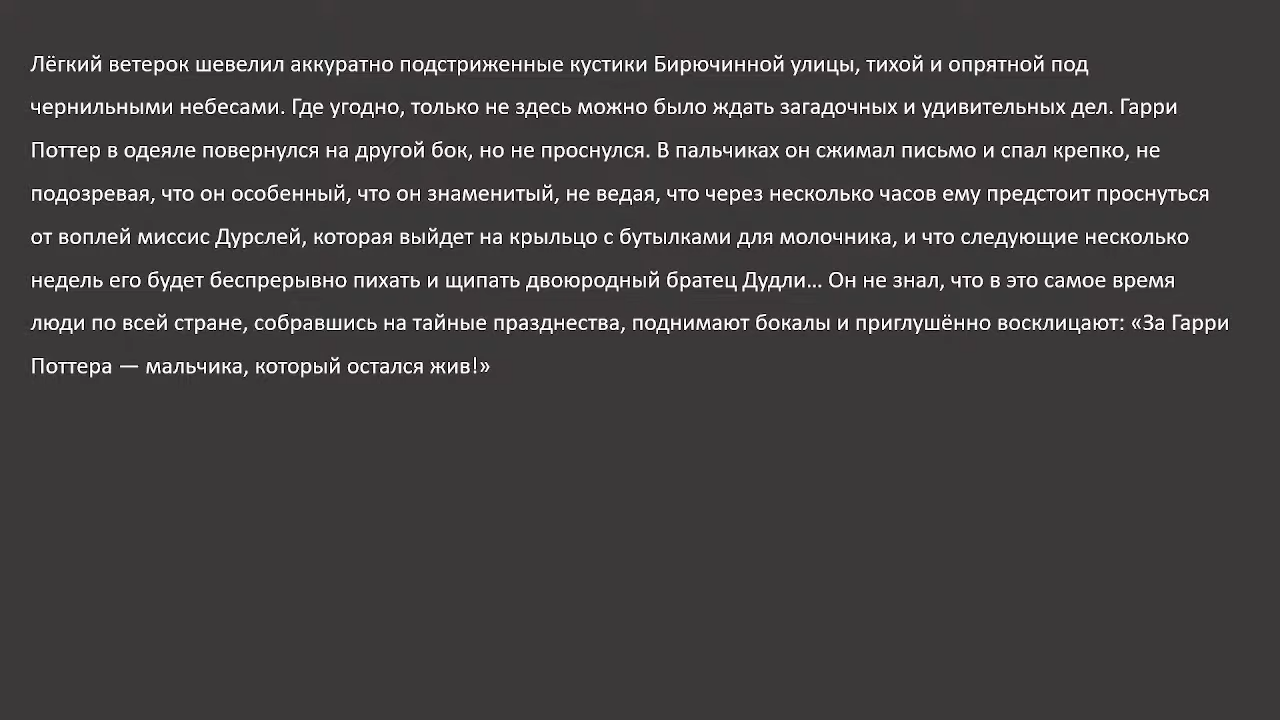 Лёгкий ветерок шевелил аккуратно подстриженные кустики Бирючинной улицы, тихой и опрятной под
чернильными небесами. Где угодно, только не здесь можно было ждать загадочных и удивительных дел. Гарри
Поттер в одеяле повернулся на другой бок, но не проснулся. В пальчиках он сжимал письмо и спал крепко, не
подозревая, что он особенный, что он знаменитый, не ведая, что через несколько часов ему предстоит проснуться
от воплей миссис Дурслей, которая выйдет на крыльцо с бутылками для молочника, и что следующие несколько
недель его будет беспрерывно пихать и щипать двоюродный братец Дудли... Он не знал, что в это самое время
люди по всей стране, собравшись на тайные празднества, поднимают бокалы и приглушённо восклицают: «За Гарри
Поттера — мальчика, который остался жив!»